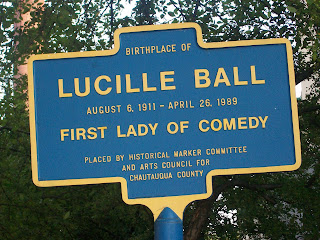 BIRTHPLACE OF
LUCILLE BALL
AUGUST 6, 1911 - APRIL 26, 1989
FIRST LADY OF COMEDY
PLACED BY HISTORICAL MARKER COMMITTEE
AND ARTS COUNCIL FOR
CHAUTAUQUA COUNTY